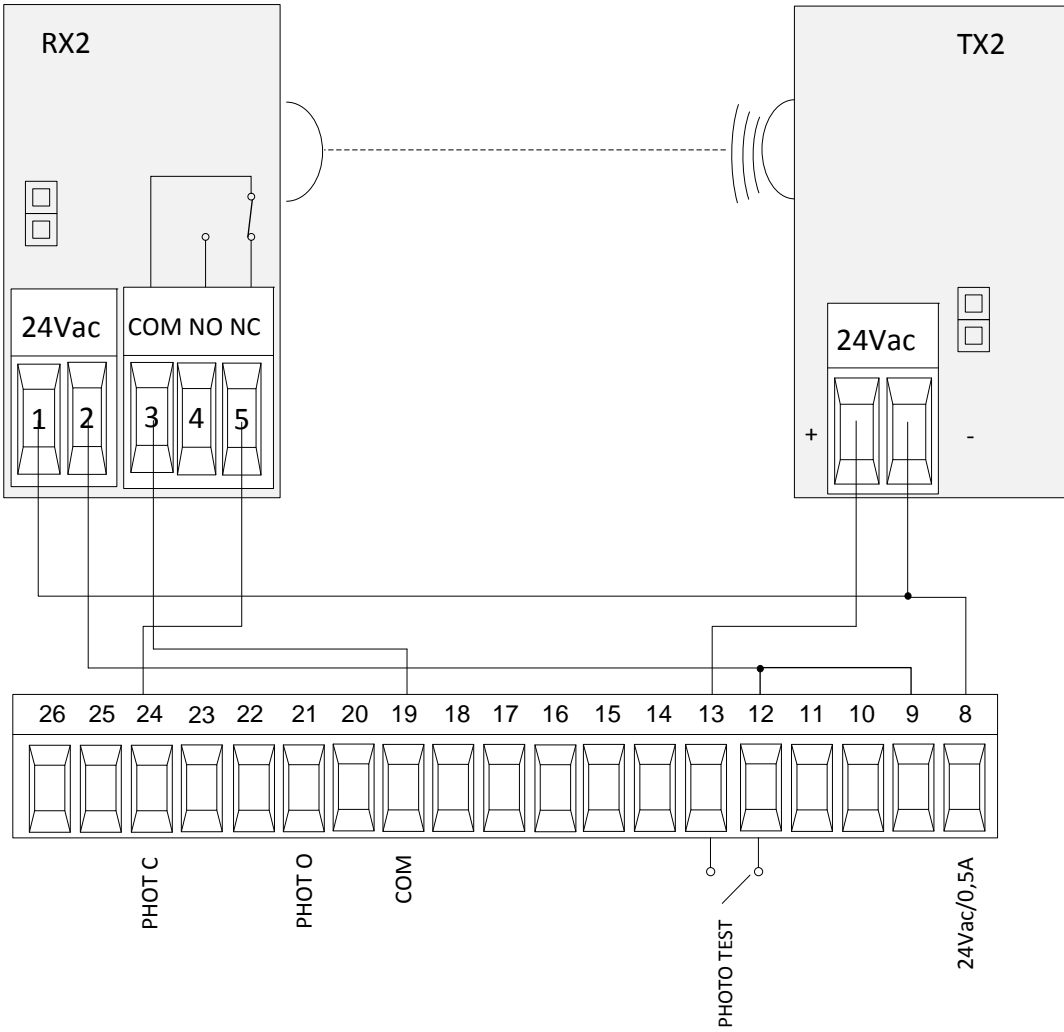 RX2
TX2
24Vac
COM NO NC
24Vac
1 2 3 4 5
+ -
26 25 24 23 22 21 20 19 18 17 16 15 14 13 12 11 10 9 8
PHOT C
PHOT O
COM
PHOTO TEST
24Vac/0,5A